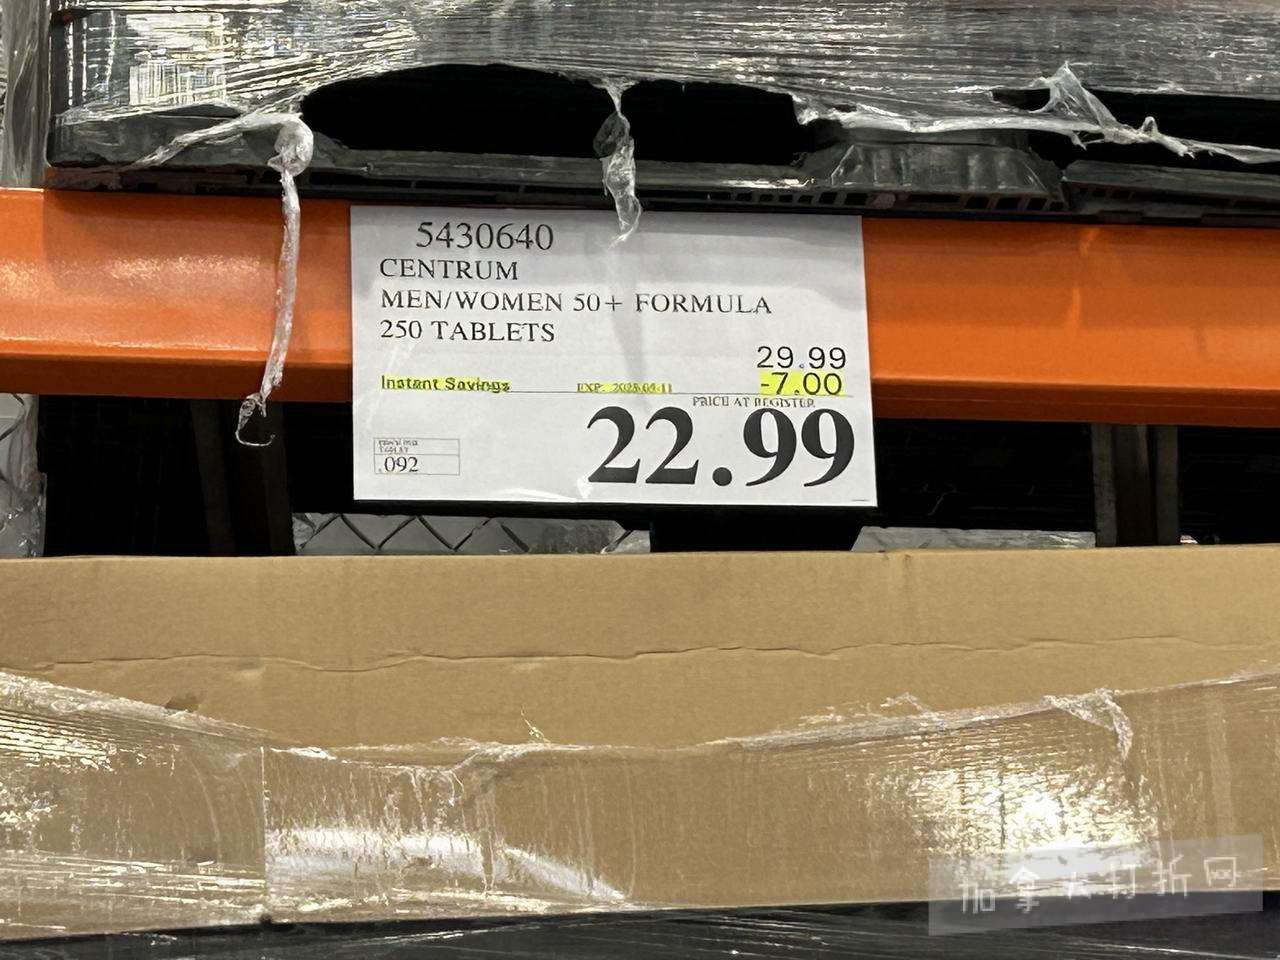 5430640
CENTRUM
MEN/WOMEN 50+ FORMULA
250 TABLETS
29.99
Instant Savings EXP. -7.00
PRICE AT REGISTER
22.99
.092
加拿大打折网